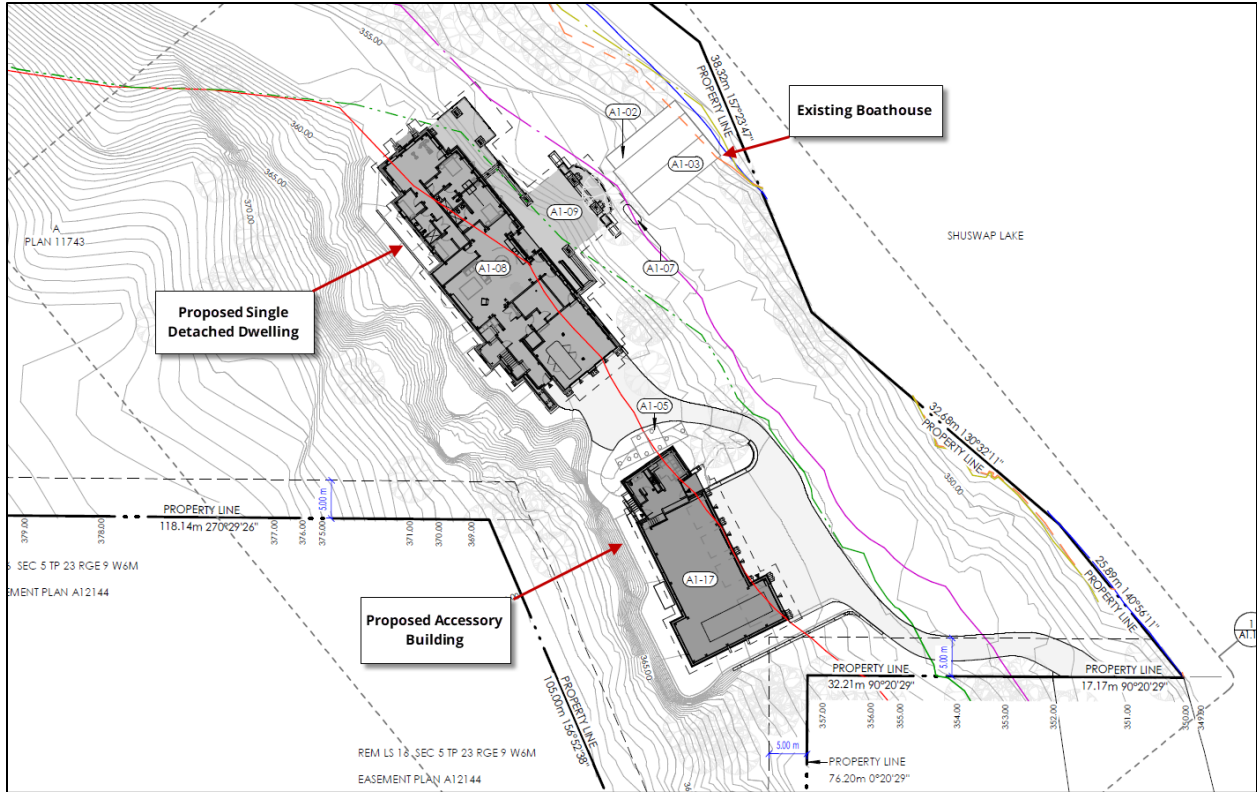 355.00
38.32m 157°23'47"
PROPERTY LINE
Existing Boathouse
A1-02
A1-03
360.00
365.00
370.00
A1-09
A
PLAN 11743
SHUSWAP LAKE
A1-08
A1-07
Proposed Single
Detached Dwelling
A1-05
32.68m 130°32'11"
PROPERTY LINE
350.00
5.00 m
PROPERTY LINE
118.14m 270°29'26"
379.00
378.00
377.00
376.00
375.00
371.00
370.00
369.00
SEC 5 TP 23 RGE 9 W6M
EMENT PLAN A12144
A1-17
25.89m 140°56'11"
PROPERTY LINE
Proposed Accessory
Building
1
A1.1
365.00
5.00 m
PROPERTY LINE
32.21m 90°20'29"
PROPERTY LINE
17.17m 90°20'29"
PROPERTY LINE
105.00m 156°52'38"
357.00
356.00
355.00
354.00
353.00
352.00
351.00
350.00
349.00
REM LS 16, SEC 5 TP 23 RGE 9 W6M
EASEMENT PLAN A12144
5.00 m
PROPERTY LINE
76.20m 0°20'29"